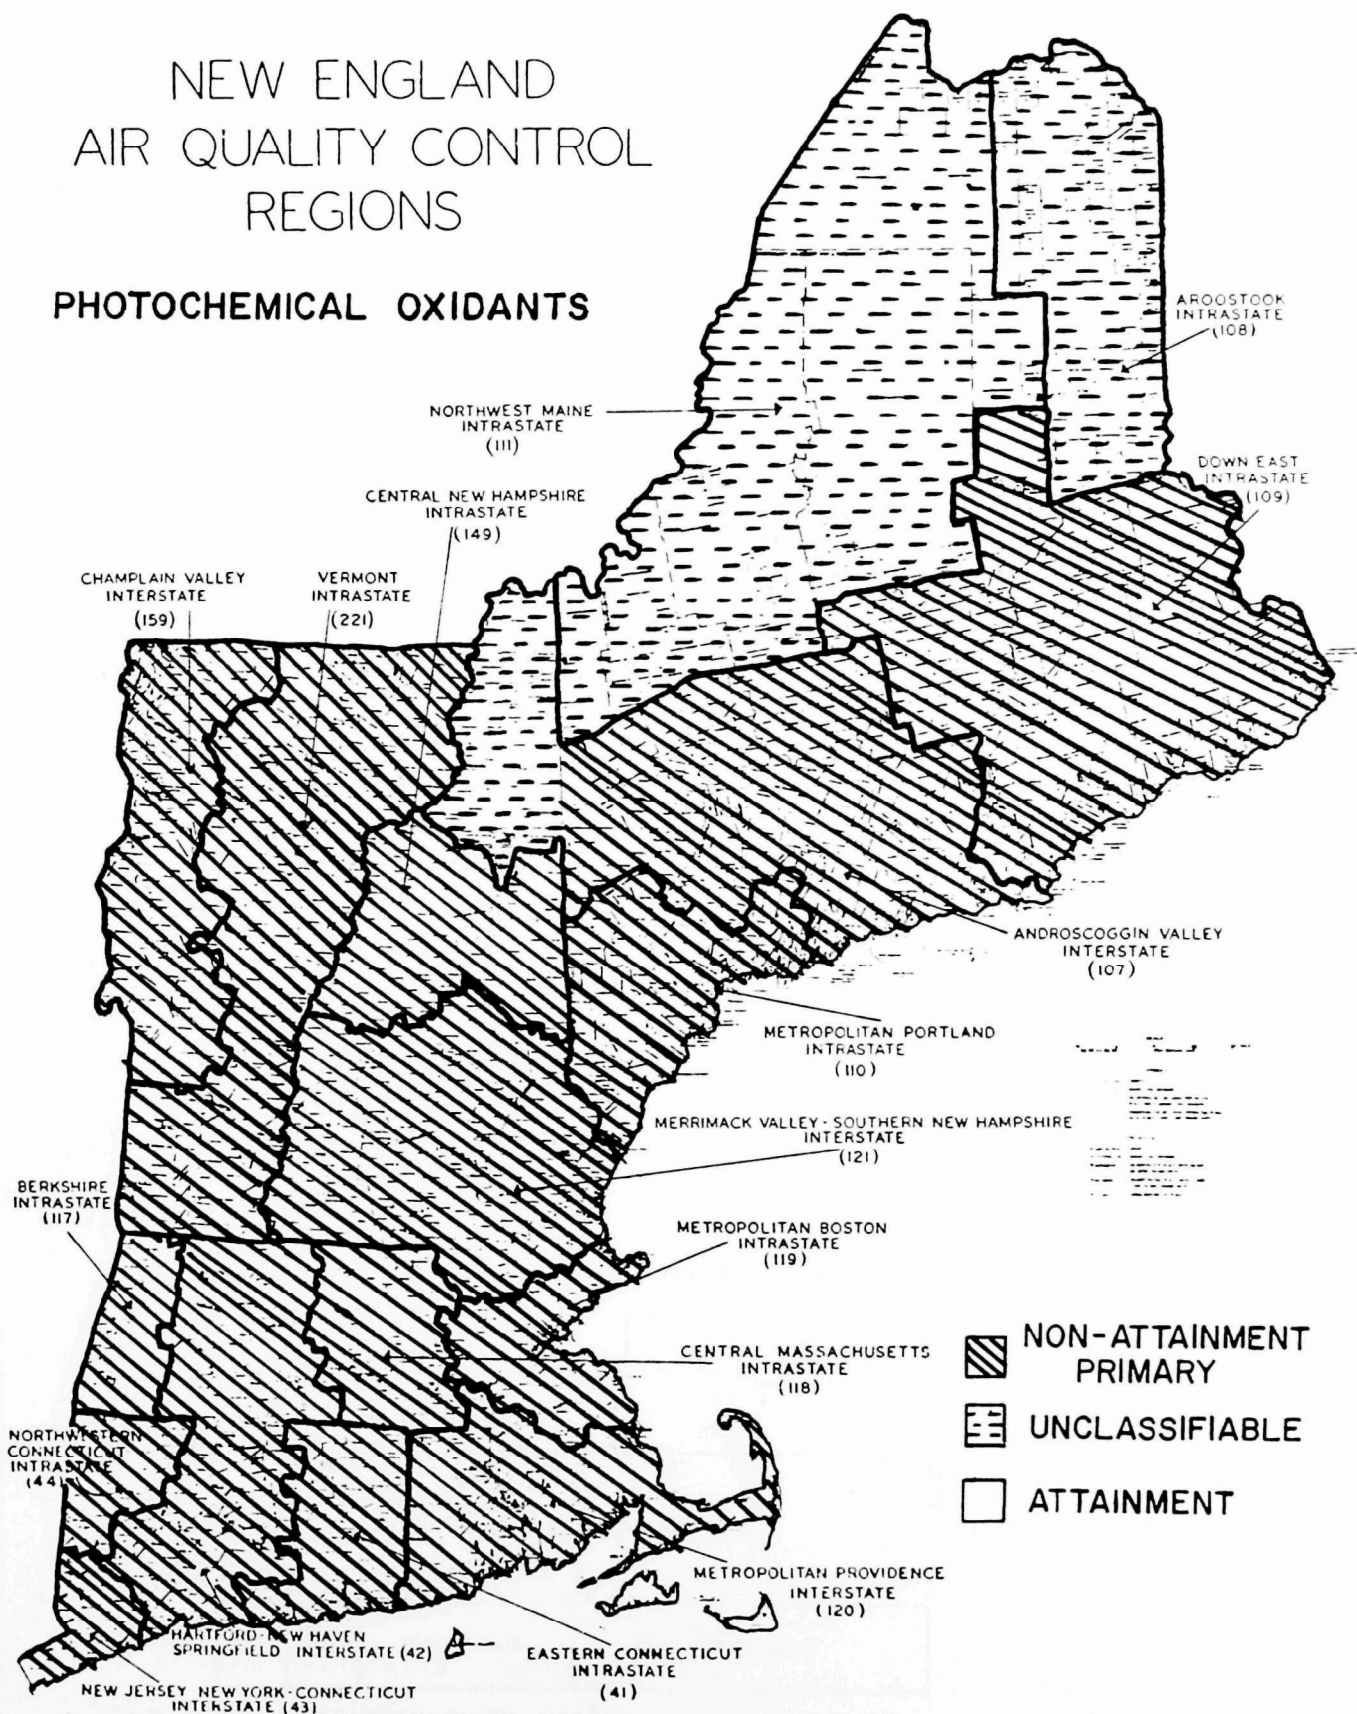 NEW ENGLAND
AIR QUALITY CONTROL
REGIONS
PHOTOCHEMICAL OXIDANTS
AROOSTOOK
INTRASTATE
(108)
NORTHWEST MAINE
INTRASTATE
(111)
DOWN EAST
INTRASTATE
(109)
CENTRAL NEW HAMPSHIRE
INTRASTATE
(149)
CHAMPLAIN VALLEY
INTERSTATE
(159)
VERMONT
INTRASTATE
(221)
ANDROSCOGGIN VALLEY
INTERSTATE
(107)
METROPOLITAN PORTLAND
INTRASTATE
(110)
MERRIMACK VALLEY-SOUTHERN NEW HAMPSHIRE
INTERSTATE
(121)
BERKSHIRE
INTRASTATE
(117)
METROPOLITAN BOSTON
INTRASTATE
(119)
CENTRAL MASSACHUSETTS
INTRASTATE
(118)
NON-ATTAINMENT
PRIMARY
UNCLASSIFIABLE
ATTAINMENT
NORTHWESTERN
CONNECTICUT
INTRASTATE
(44)
METROPOLITAN PROVIDENCE
INTERSTATE
(120)
HARTFORD-NEW HAVEN
SPRINGFIELD INTERSTATE (42)
EASTERN CONNECTICUT
INTRASTATE
(41)
NEW JERSEY-NEW YORK-CONNECTICUT
INTERSTATE (43)